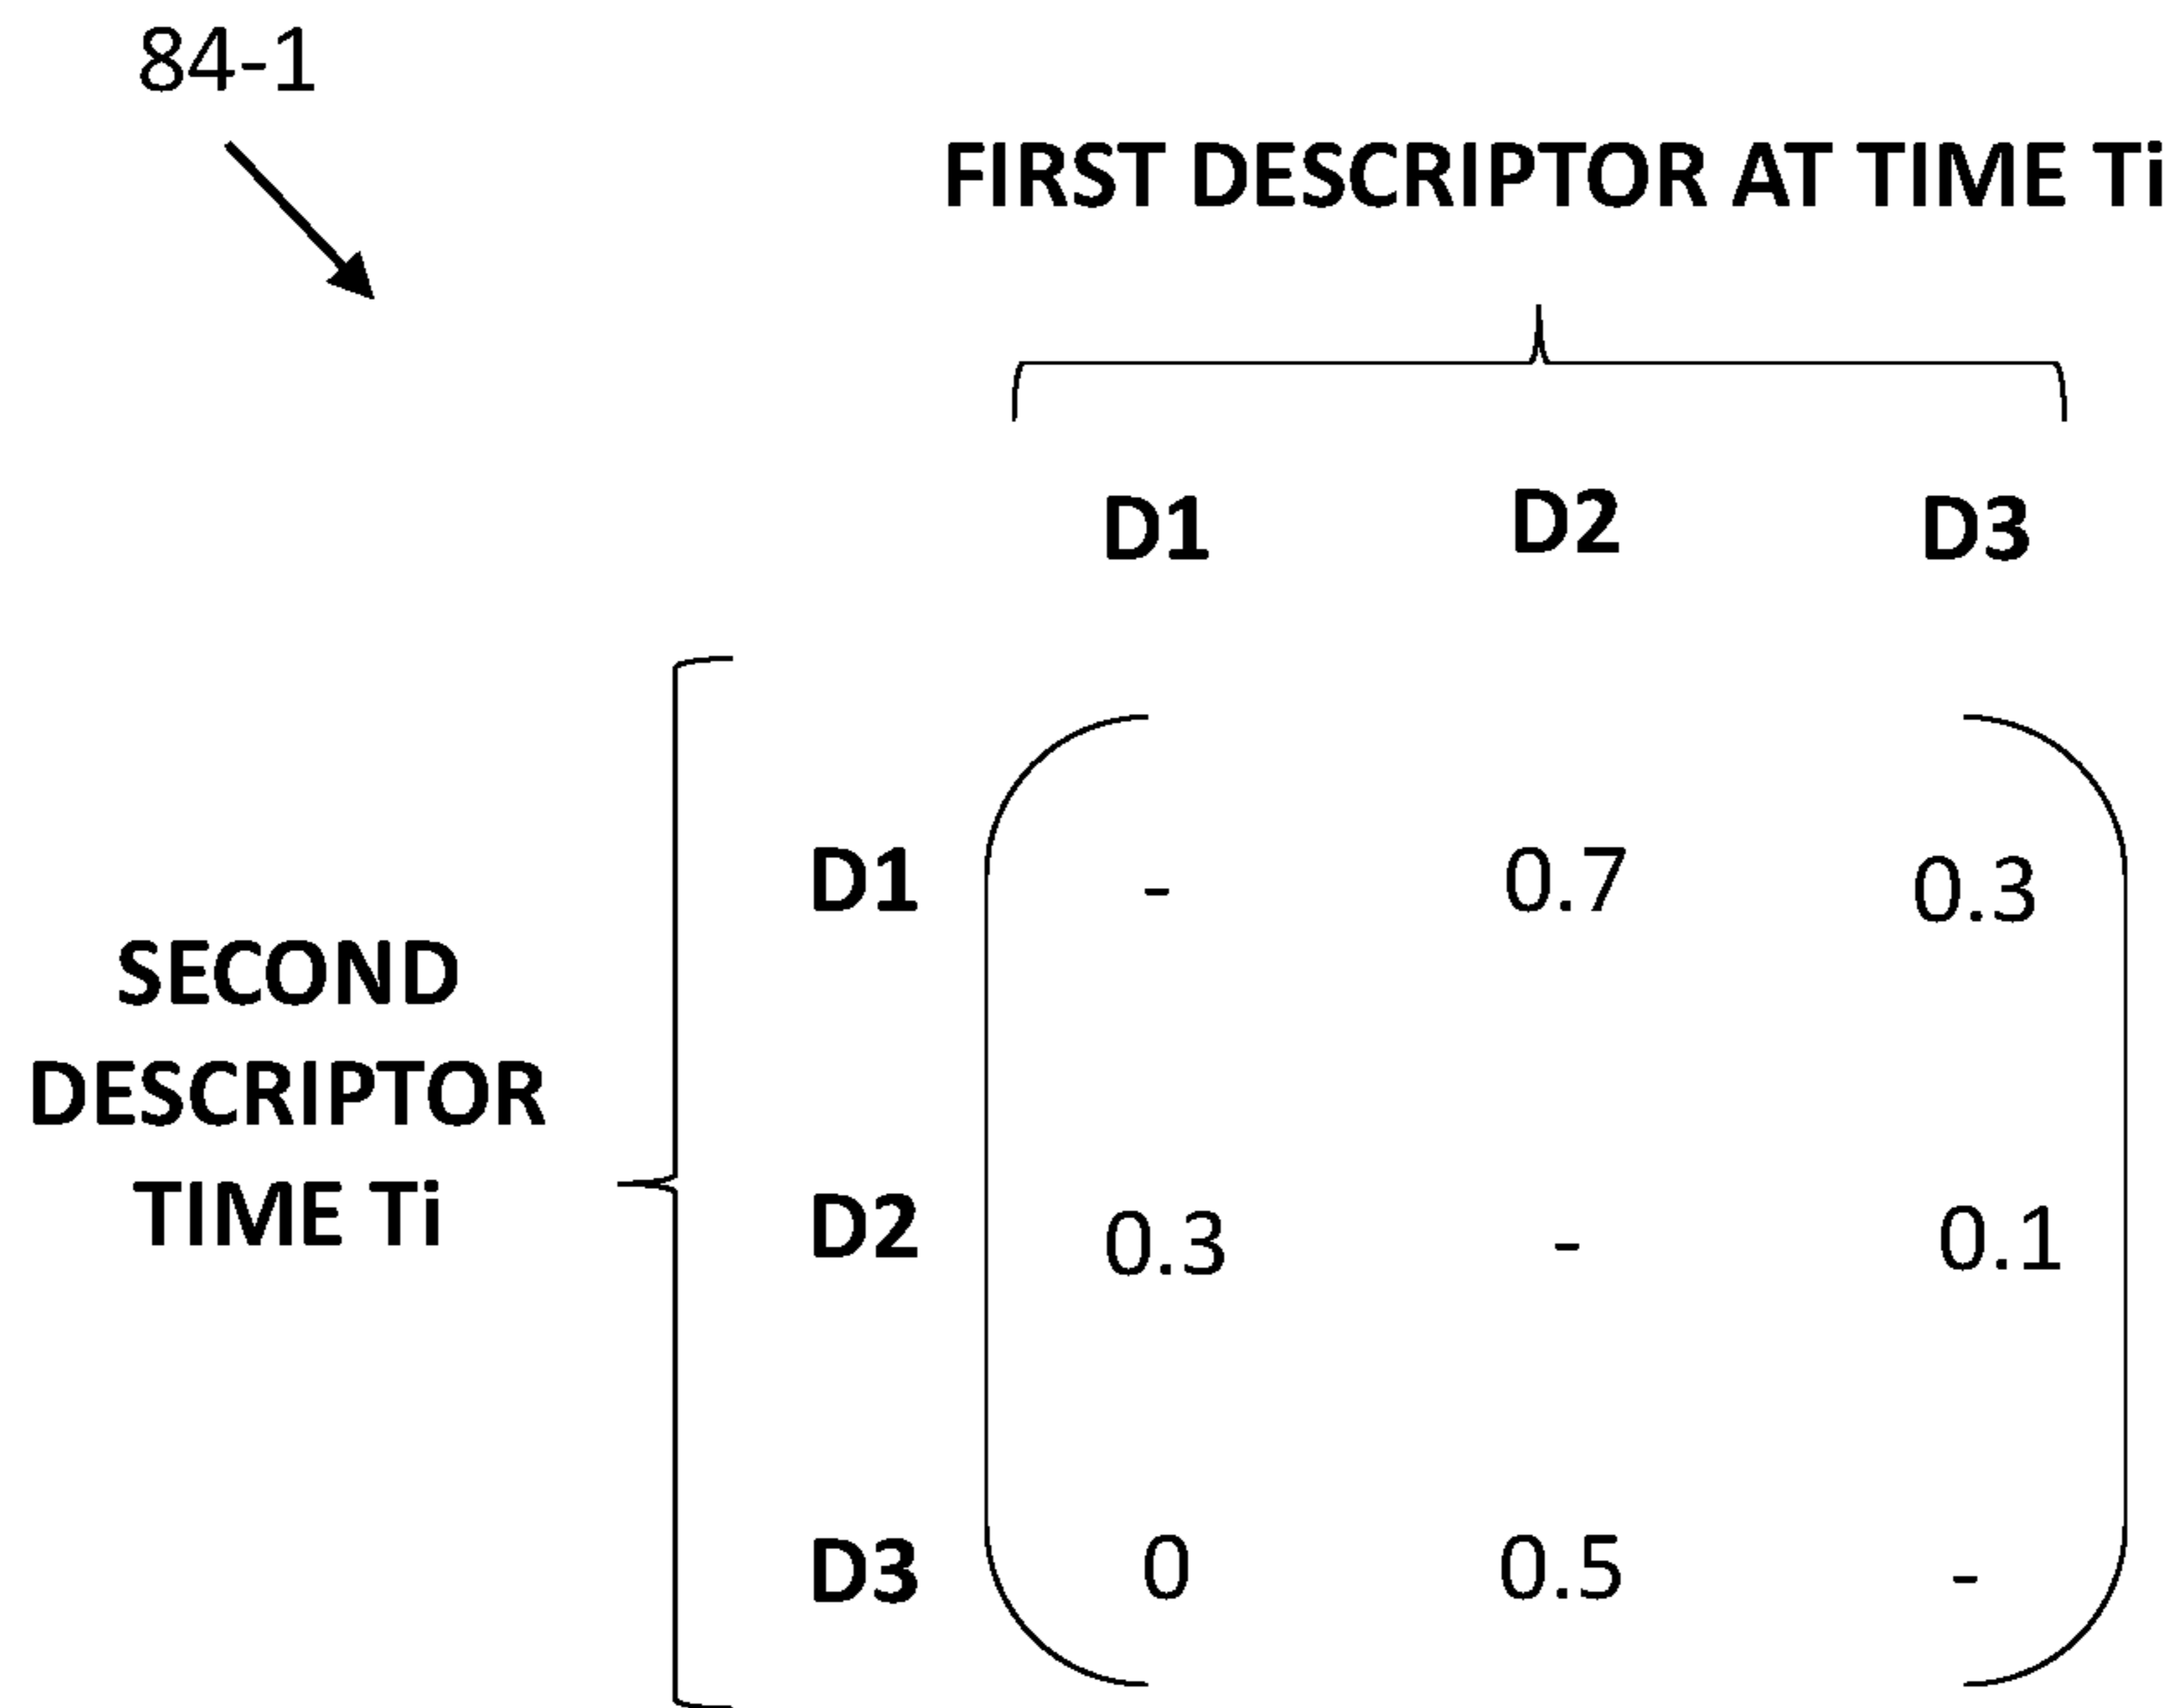 84-1
FIRST DESCRIPTOR AT TIME Ti
D1 D2 D3
D1 - 0.7 0.3
SECOND
DESCRIPTOR
TIME Ti
D2 0.3 - 0.1
D3 0 0.5 -